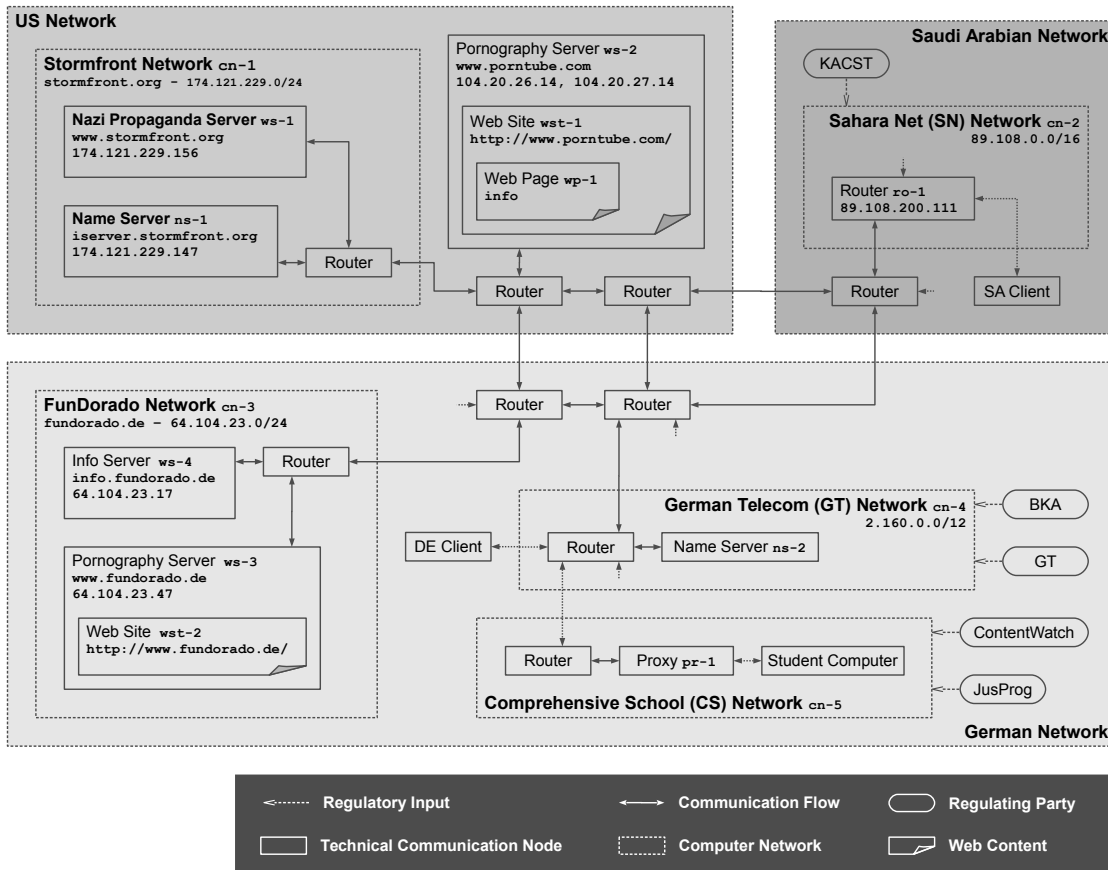 US Network
Stormfront Network cn-1
stormfront.org - 174.121.229.0/24
Nazi Propaganda Server ws-1
www.stormfront.org
174.121.229.156
Name Server ns-1
iserver.stormfront.org
174.121.229.147
Router
Pornography Server ws-2
www.porntube.com
104.20.26.14, 104.20.27.14
Web Site wst-1
http://www.porntube.com/
Web Page wp-1
info
Router
Router
Saudi Arabian Network
KACST
Sahara Net (SN) Network cn-2
89.108.0.0/16
Router ro-1
89.108.200.111
Router
SA Client
FunDorado Network cn-3
fundorado.de - 64.104.23.0/24
Info Server ws-4
info.fundorado.de
64.104.23.17
Router
Pornography Server ws-3
www.fundorado.de
64.104.23.47
Web Site wst-2
http://www.fundorado.de/
Router
Router
German Telecom (GT) Network cn-4
2.160.0.0/12
DE Client
Router
Name Server ns-2
BKA
GT
Router
Proxy pr-1
Student Computer
Comprehensive School (CS) Network cn-5
ContentWatch
JusProg
German Network
Regulatory Input
Communication Flow
Regulating Party
Technical Communication Node
Computer Network
Web Content